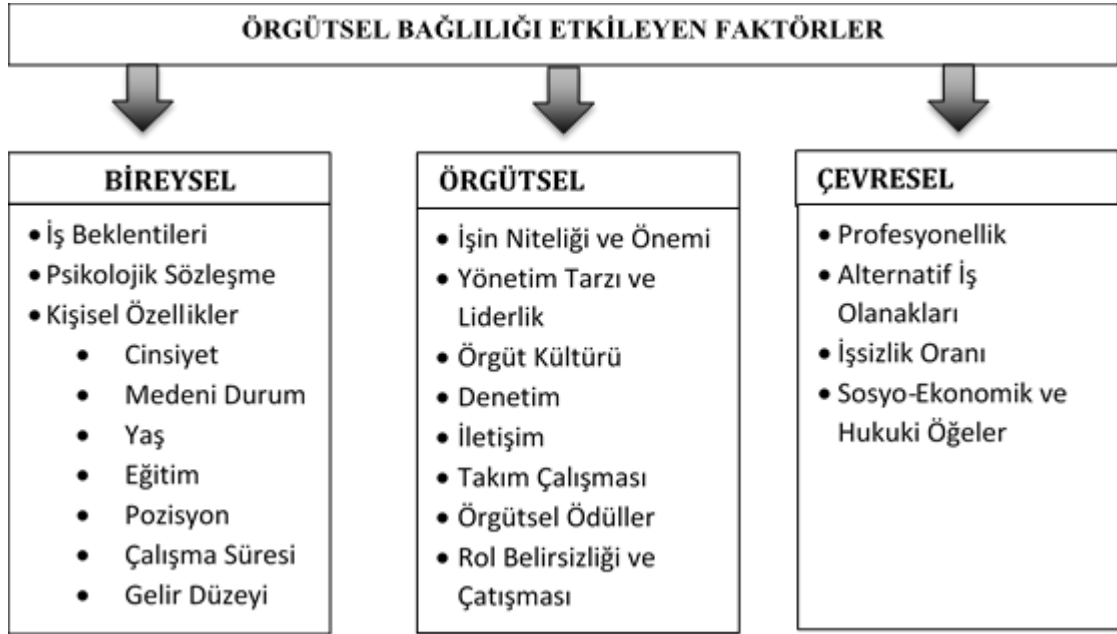 ÖRGÜTSEL BAĞLILIĞI ETKİLEYEN FAKTÖRLER
BİREYSEL
• İş Beklentileri
• Psikolojik Sözleşme
• Kişisel Özellikler
• Cinsiyet
• Medeni Durum
• Yaş
• Eğitim
• Pozisyon
• Çalışma Süresi
• Gelir Düzeyi
ÖRGÜTSEL
• İşin Niteliği ve Önemi
• Yönetim Tarzı ve
Liderlik
• Örgüt Kültürü
• Denetim
• İletişim
• Takım Çalışması
• Örgütsel Ödüller
• Rol Belirsizliği ve
Çatışması
ÇEVRESEL
• Profesyonellik
• Alternatif İş
Olanakları
• İşsizlik Oranı
• Sosyo-Ekonomik ve
Hukuki Öğeler